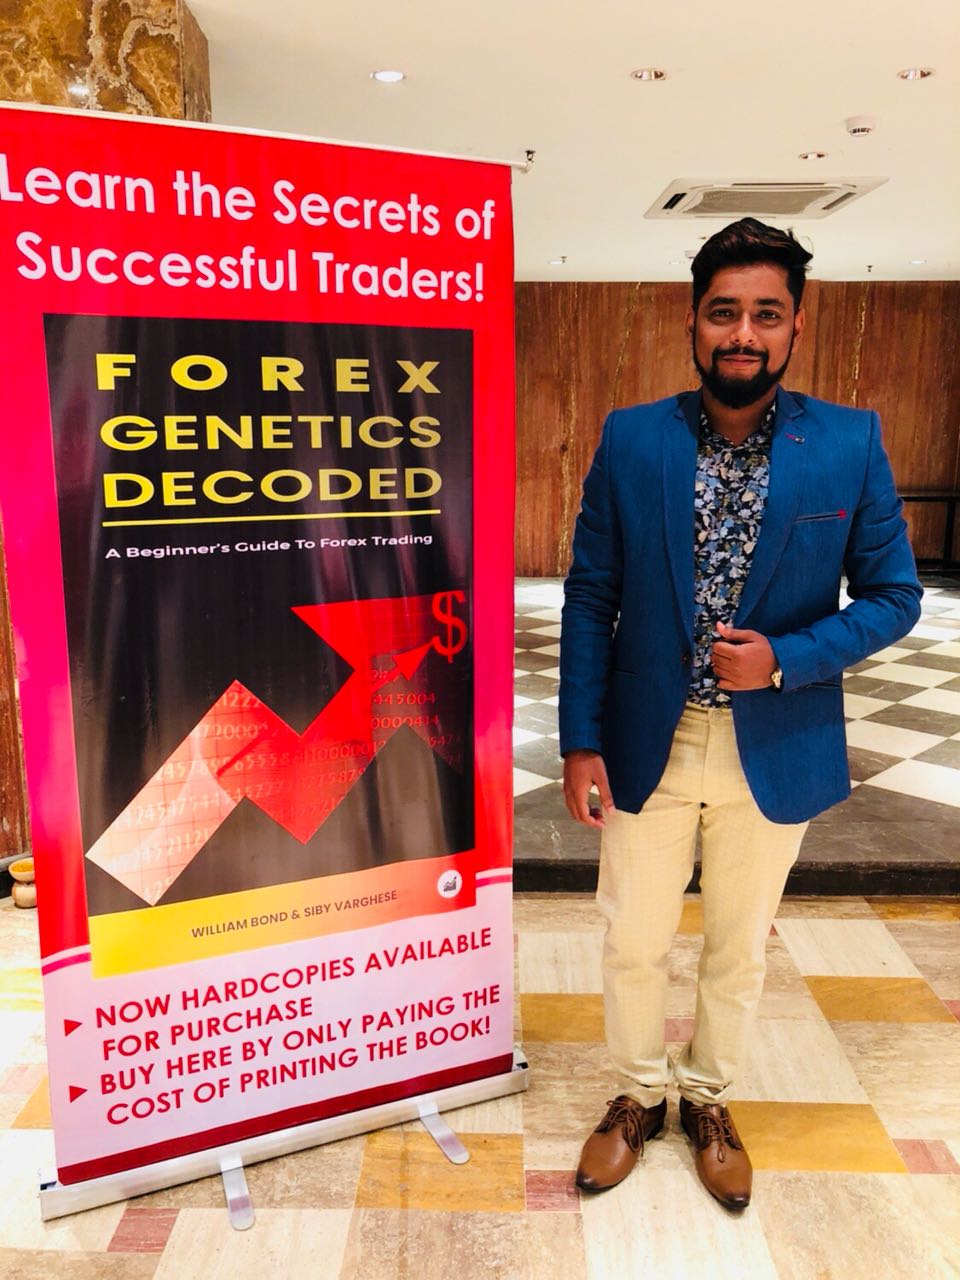 Learn the Secrets of
Successful Traders!
FOREX
GENETICS
DECODED
A Beginner's Guide To Forex Trading
$
WILLIAM BOND & SIBY VARGHESE
► NOW HARDCOPIES AVAILABLE
FOR PURCHASE
► BUY HERE BY ONLY PAYING THE
COST OF PRINTING THE BOOK!